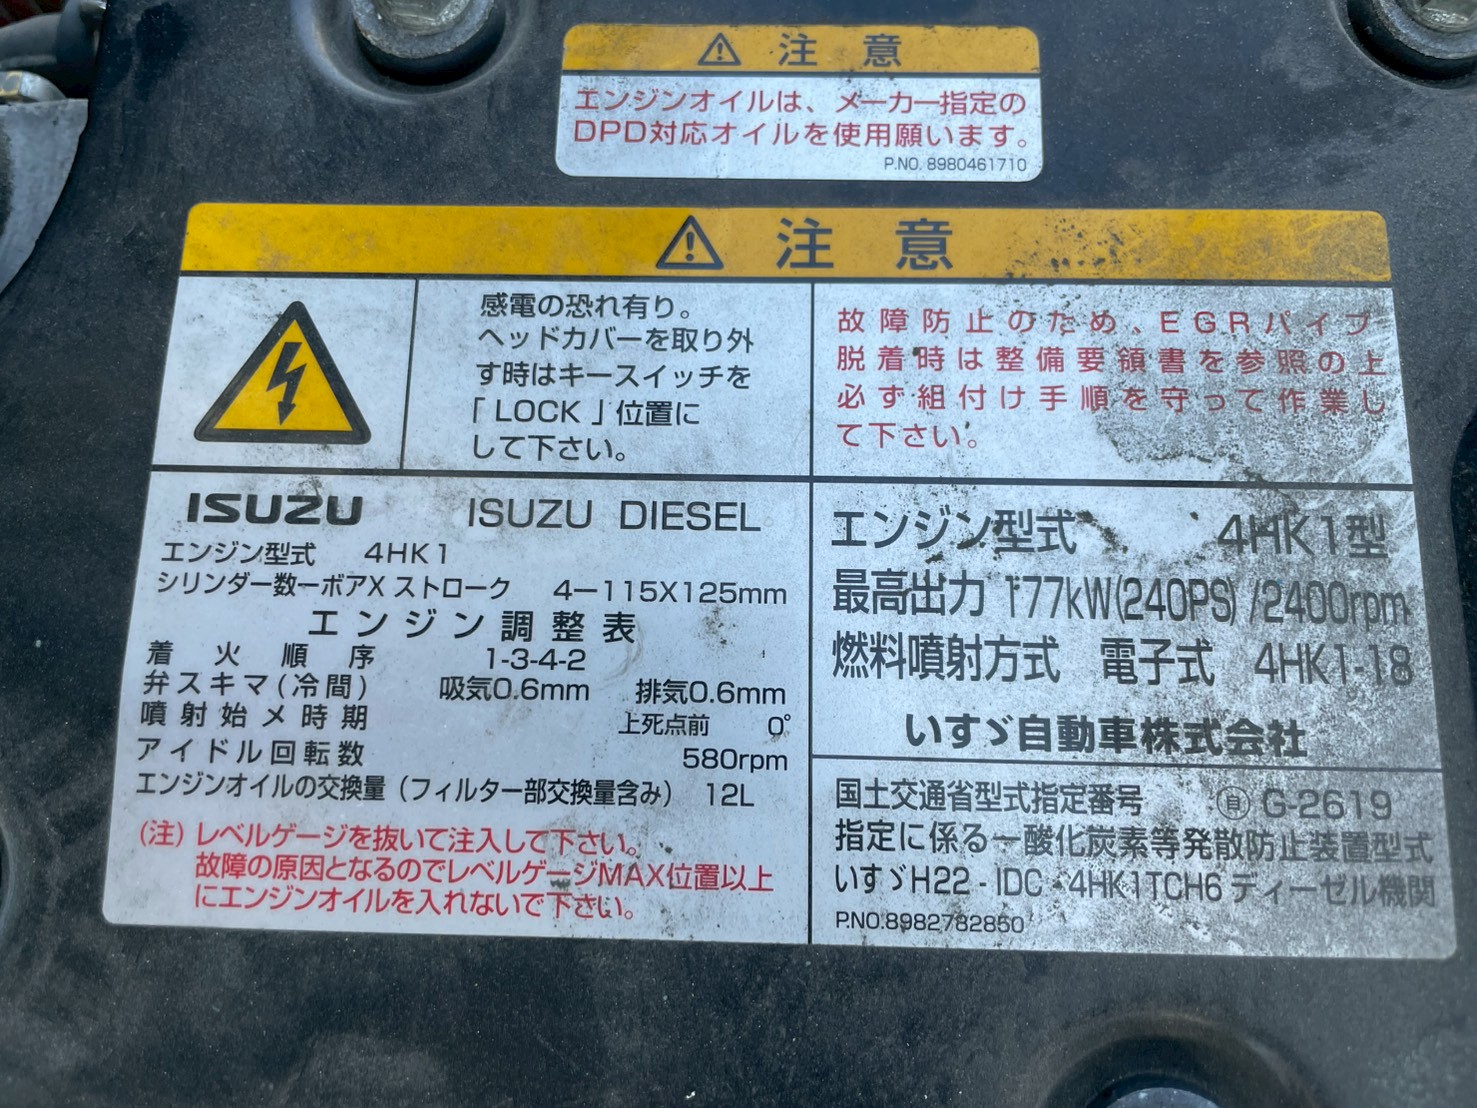 ⚠ 注 意
エンジンオイルは、メーカー指定の
DPD対応オイルを使用願います。
P.NO. 8980461710
⚠ 注 意
感電の恐れ有り。
ヘッドカバーを取り外
す時はキースイッチを
「 LOCK 」位置に
して下さい。
故障防止のため、EGRパイプ
脱着時は整備要領書を参照の上
必ず組付け手順を守って作業し
て下さい。
ISUZU ISUZU DIESEL
エンジン型式 4HK1
シリンダー数ーボアX ストローク 4ー115X125mm
エンジン調整表
着火順序 1-3-4-2
弁スキマ(冷間) 吸気0.6mm 排気0.6mm
噴射始メ時期 上死点前 0°
アイドル回転数 580rpm
エンジンオイルの交換量(フィルター部交換量含み) 12L
(注)レベルゲージを抜いて注入して下さい。
故障の原因となるのでレベルゲージMAX位置以上
にエンジンオイルを入れないで下さい。
エンジン型式 4HK1型
最高出力 177kW(240PS) /2400rpm
燃料噴射方式 電子式 4HK1-18
いすゞ自動車株式会社
国土交通省型式指定番号 ㊐ G-2619
指定に係る一酸化炭素等発散防止装置型式
いすゞH22 - IDC - 4HK1TCH6 ディーゼル機関
P.NO.8982782850